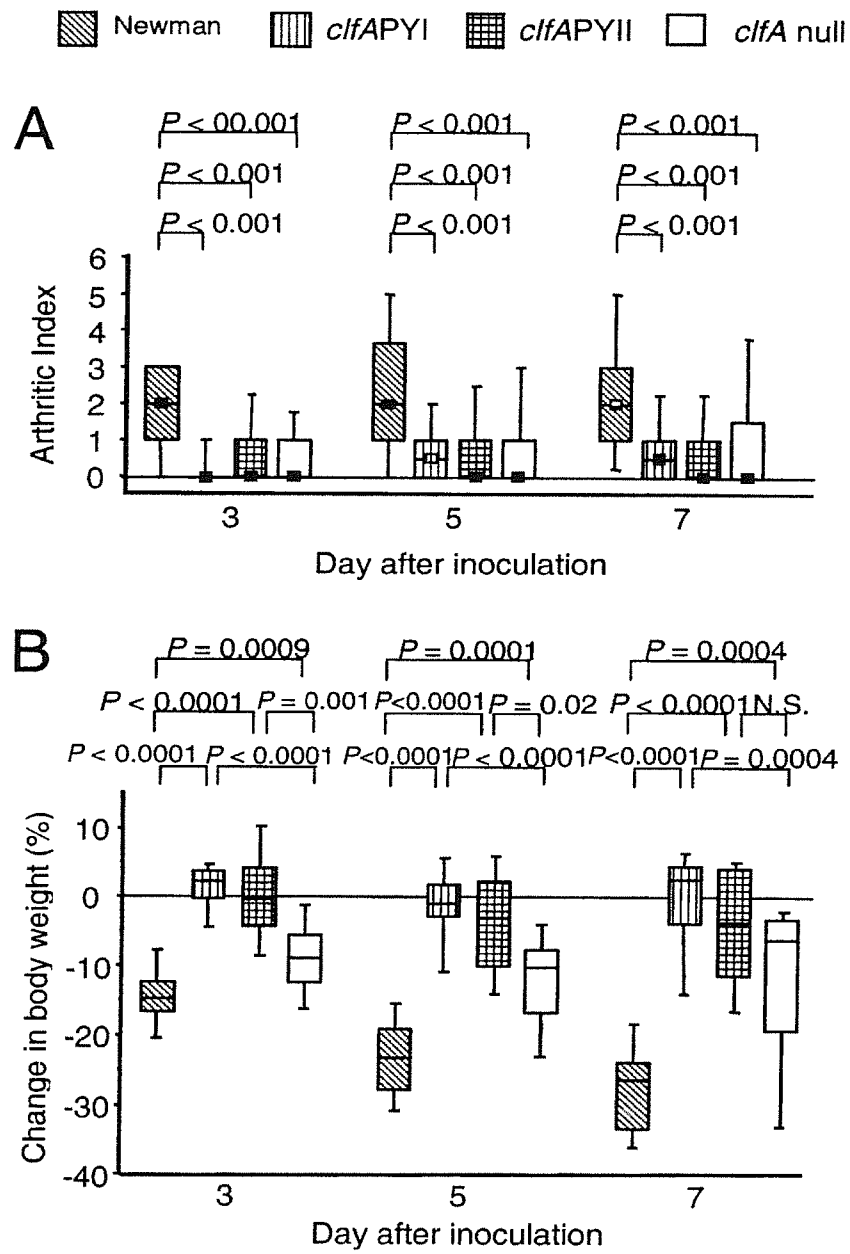 Newman clfAPYI clfAPYII clfA null
A
P < 00.001 P < 0.001 P < 0.001
P < 0.001 P < 0.001 P < 0.001
P < 0.001 P < 0.001 P < 0.001
Arthritic Index
6
5
4
3
2
1
0
3 5 7
Day after inoculation
B
P = 0.0009 P = 0.0001 P = 0.0004
P < 0.0001 P = 0.001 P<0.0001 P = 0.02 P < 0.0001 N.S.
P < 0.0001 P < 0.0001 P<0.0001 P < 0.0001 P<0.0001 P = 0.0004
Change in body weight (%)
10
0
-10
-20
-30
-40
3 5 7
Day after inoculation